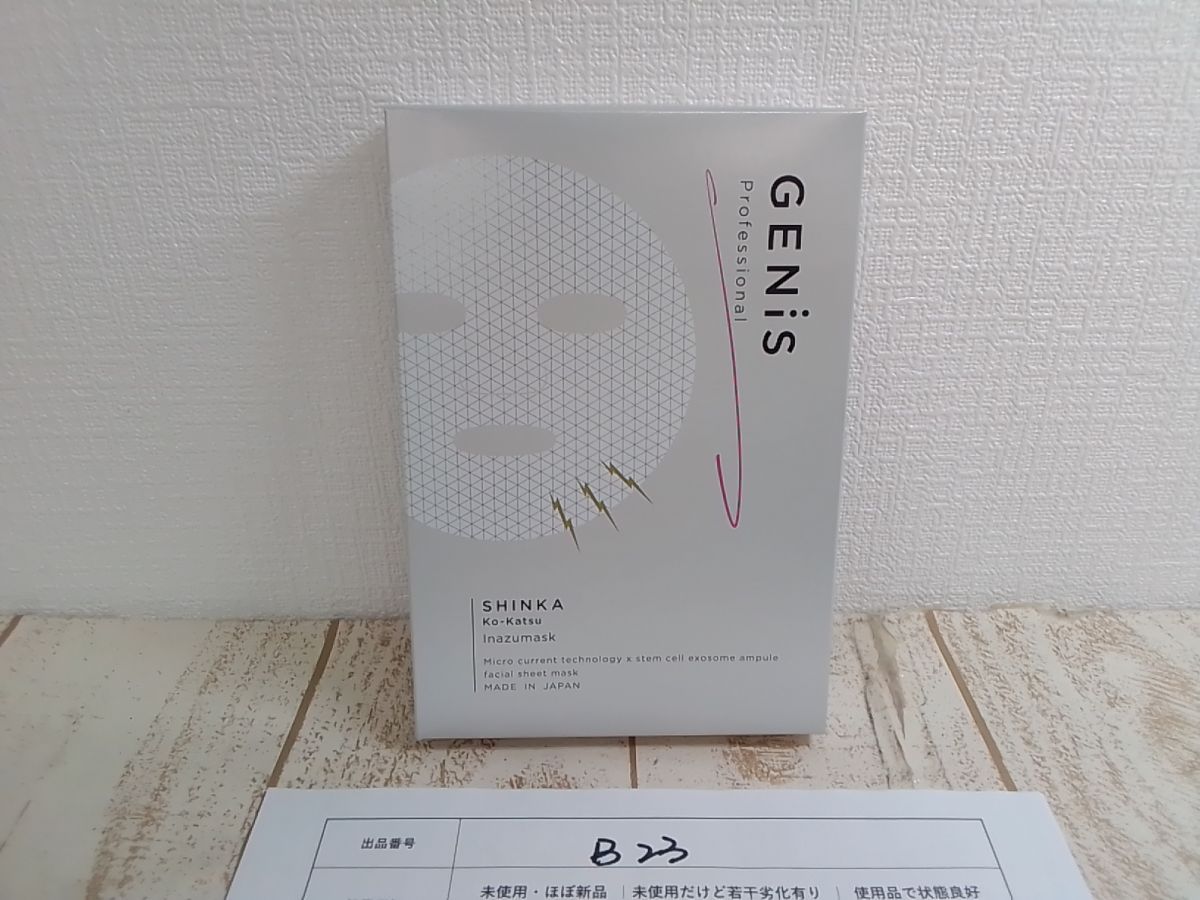 GENiS
Professional
SHINKA
Ko-Katsu
Inazumask
Micro current technology x stem cell exosome ampule
facial sheet mask
MADE IN JAPAN
出品番号 B23
未使用・ほぼ新品 未使用だけど若干劣化有り 使用品で状態良好